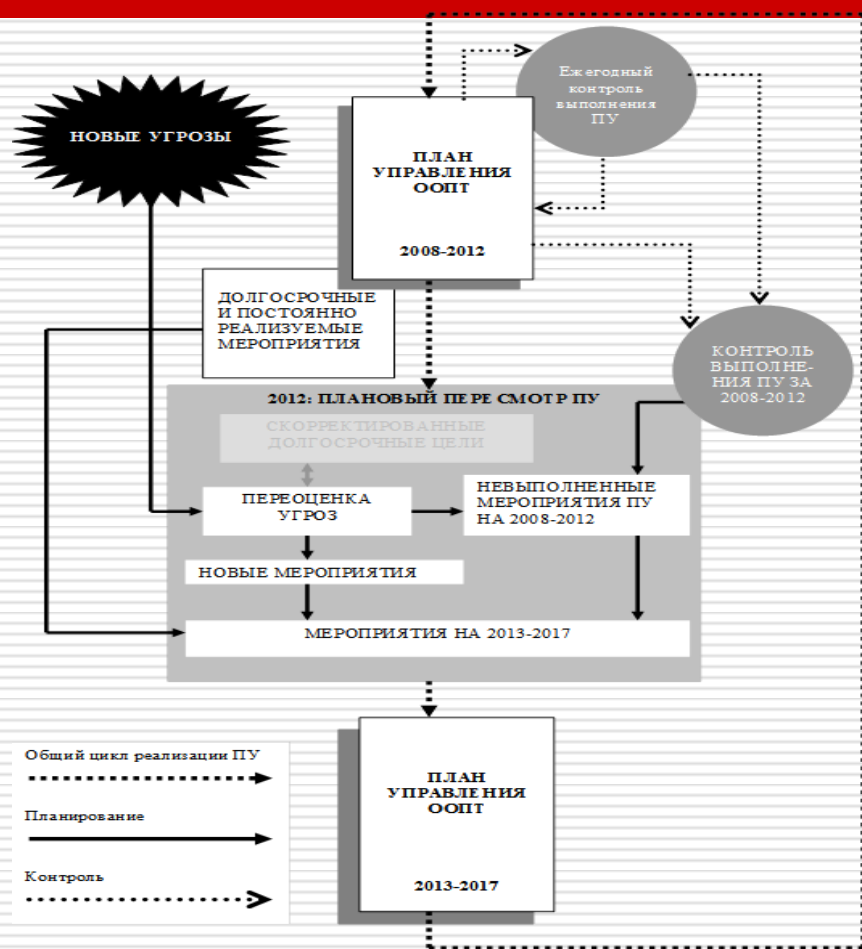 Ежегодный
контроль
выполнения
ПУ
НОВЫЕ УГРОЗЫ
ПЛАН
УПРАВЛЕНИЯ
ООПТ
2008-2012
ДОЛГОСРОЧНЫЕ
И ПОСТОЯННО
РЕАЛИЗУЕМЫЕ
МЕРОПРИЯТИЯ
КОНТРОЛЬ
ВЫПОЛНЕ-
НИЯ ПУ ЗА
2008-2012
2012: ПЛАНОВЫЙ ПЕРЕСМОТР ПУ
СКОРРЕКТИРОВАННЫЕ
ДОЛГОСРОЧНЫЕ ЦЕЛИ
ПЕРЕОЦЕНКА
УГРОЗ
НЕВЫПОЛНЕННЫЕ
МЕРОПРИЯТИЯ ПУ
НА 2008-2012
НОВЫЕ МЕРОПРИЯТИЯ
МЕРОПРИЯТИЯ НА 2013-2017
ПЛАН
УПРАВЛЕНИЯ
ООПТ
2013-2017
Общий цикл реализации ПУ
Планирование
Контроль